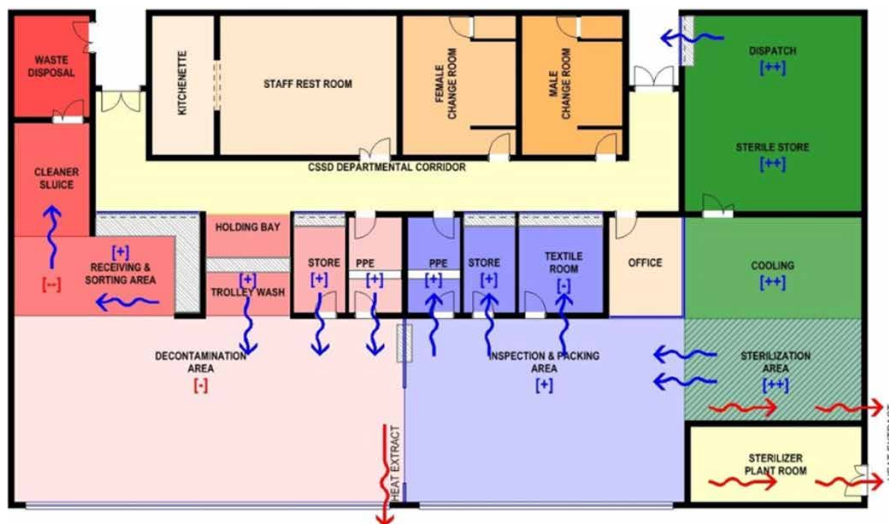 WASTE
DISPOSAL
KITCHENETTE
STAFF REST ROOM
FEMALE
CHANGE ROOM
MALE
CHANGE ROOM
DISPATCH
[++]
STERILE STORE
[++]
CLEANER
SLUICE
CSSD DEPARTMENTAL CORRIDOR
[+]
RECEIVING &
SORTING AREA
[--]
HOLDING BAY
[+]
TROLLEY WASH
STORE
[+]
PPE
[+]
PPE
[+]
STORE
[+]
TEXTILE
ROOM
[-]
OFFICE
COOLING
[++]
DECONTAMINATION
AREA
[-]
INSPECTION & PACKING
AREA
[+]
STERILIZATION
AREA
[++]
HEAT EXTRACT
STERILIZER
PLANT ROOM
HEAT EXTRACT